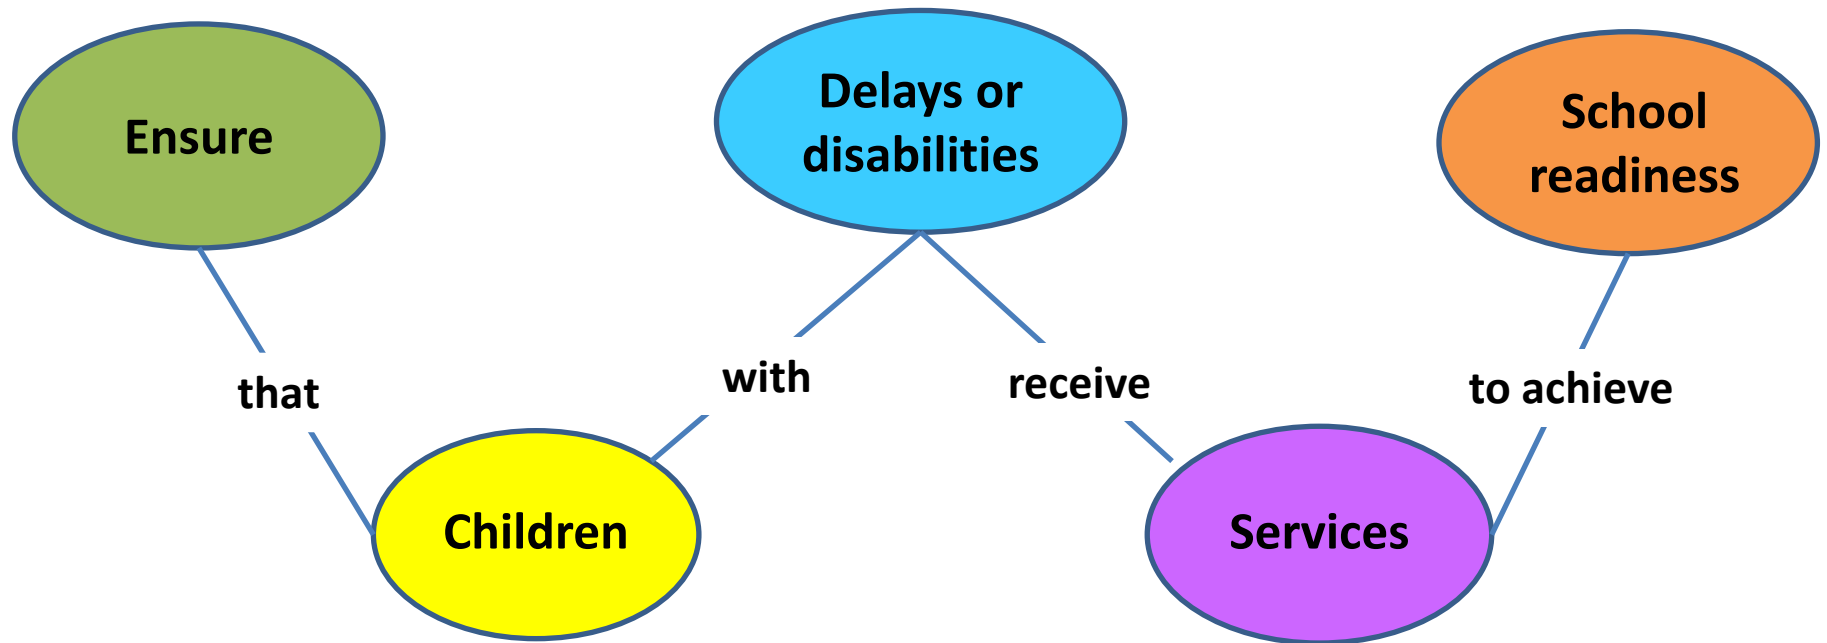 Ensure
that
Children
with
Delays or
disabilities
receive
Services
to achieve
School
readiness